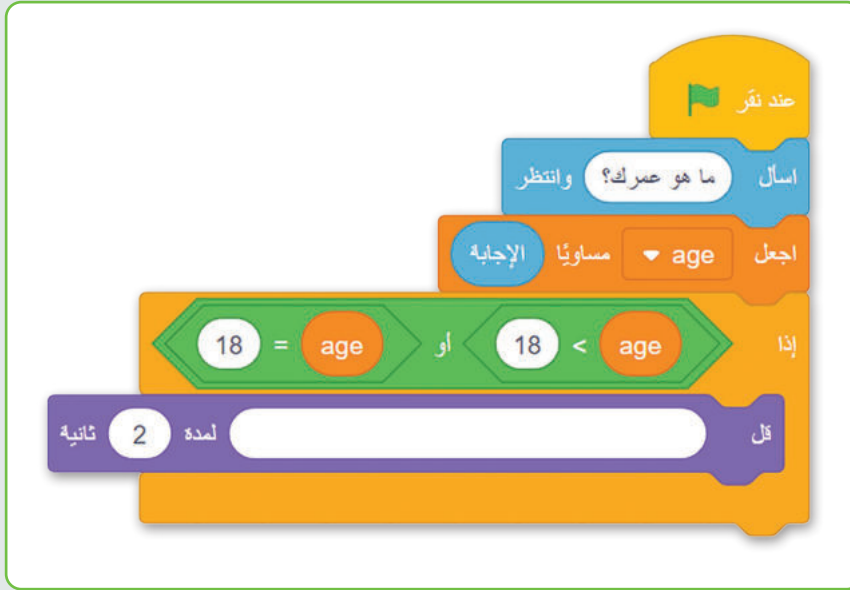 عند نقر
اسأل ما هو عمرك؟ وانتظر
اجعل age مساويًا الإجابة
إذا age < 18 أو age = 18
قل لمدة 2 ثانية